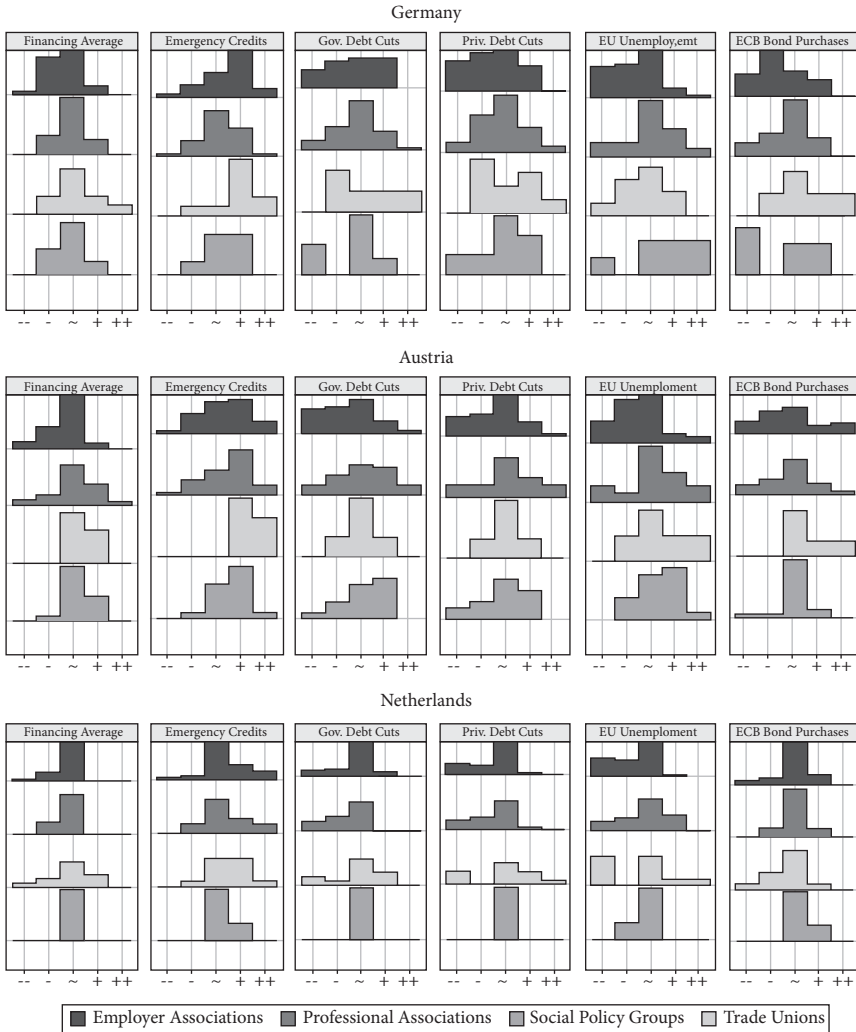 Germany
Financing Average Emergency Credits Gov. Debt Cuts Priv. Debt Cuts EU Unemploy,emt ECB Bond Purchases
-- - ~ + ++ -- - ~ + ++ -- - ~ + ++ -- - ~ + ++ -- - ~ + ++ -- - ~ + ++
Austria
Financing Average Emergency Credits Gov. Debt Cuts Priv. Debt Cuts EU Unemploment ECB Bond Purchases
-- - ~ + ++ -- - ~ + ++ -- - ~ + ++ -- - ~ + ++ -- - ~ + ++ -- - ~ + ++
Netherlands
Financing Average Emergency Credits Gov. Debt Cuts Priv. Debt Cuts EU Unemploment ECB Bond Purchases
-- - ~ + ++ -- - ~ + ++ -- - ~ + ++ -- - ~ + ++ -- - ~ + ++ -- - ~ + ++
Employer Associations Professional Associations Social Policy Groups Trade Unions